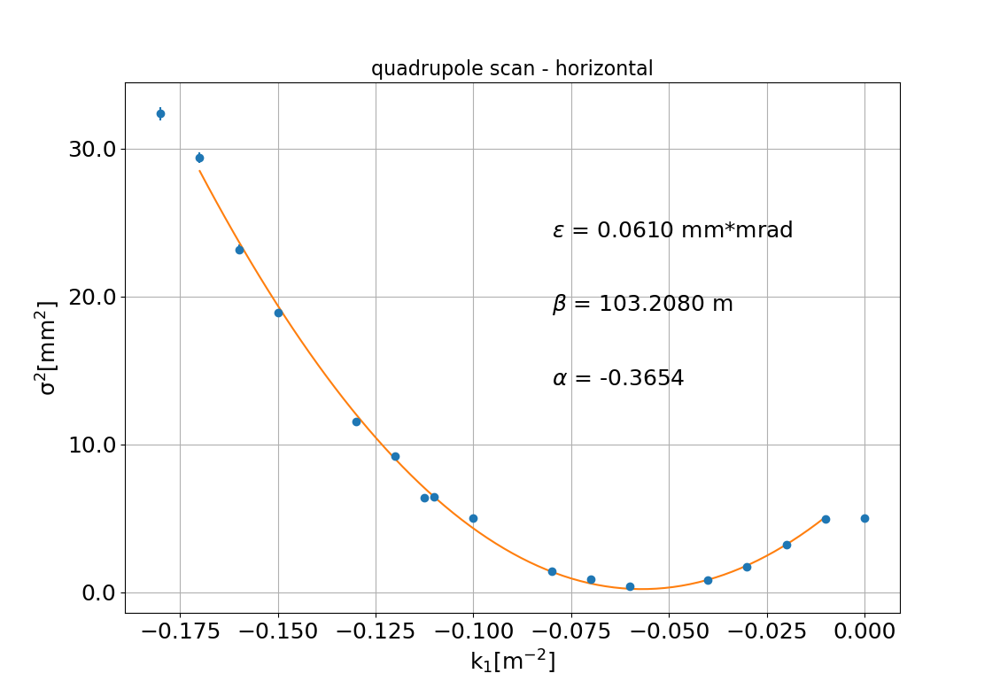 quadrupole scan - horizontal
30.0
20.0
10.0
0.0
σ²[mm²]
ε = 0.0610 mm*mrad
β = 103.2080 m
α = -0.3654
−0.175 −0.150 −0.125 −0.100 −0.075 −0.050 −0.025 0.000
k₁[m⁻²]